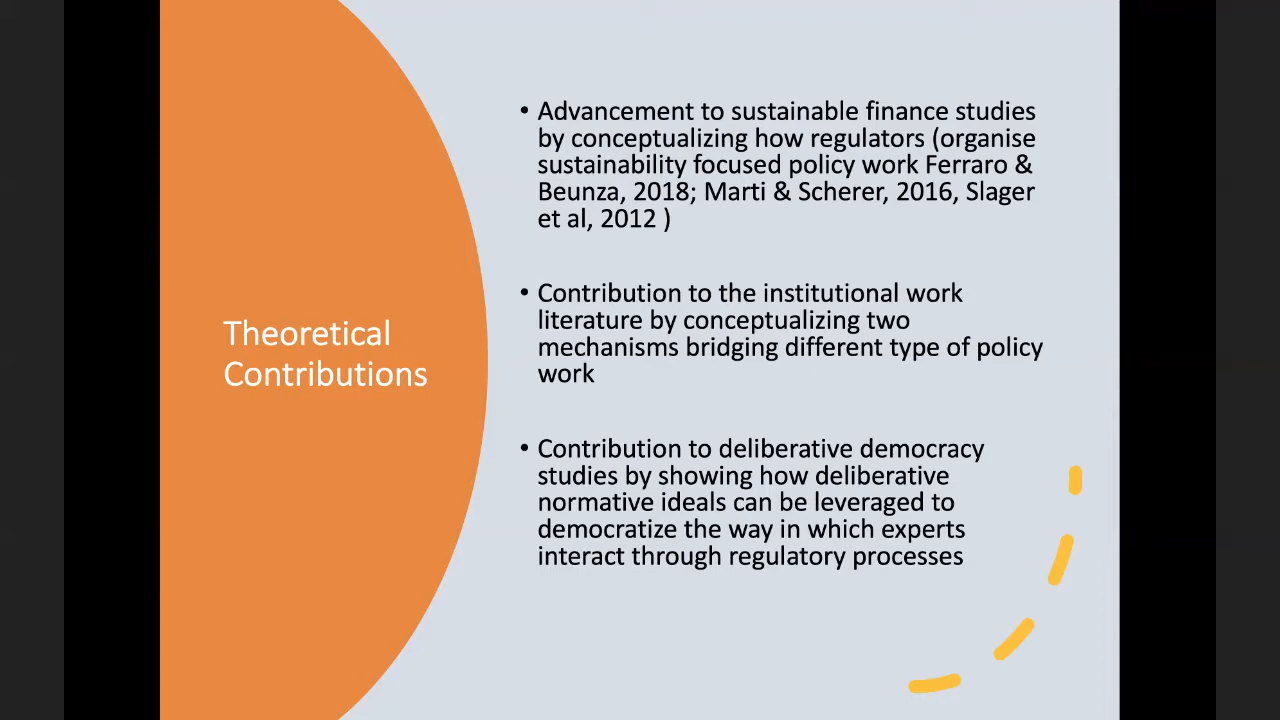 Theoretical
Contributions
• Advancement to sustainable finance studies
by conceptualizing how regulators (organise
sustainability focused policy work Ferraro &
Beunza, 2018; Marti & Scherer, 2016, Slager
et al, 2012 )
• Contribution to the institutional work
literature by conceptualizing two
mechanisms bridging different type of policy
work
• Contribution to deliberative democracy
studies by showing how deliberative
normative ideals can be leveraged to
democratize the way in which experts
interact through regulatory processes